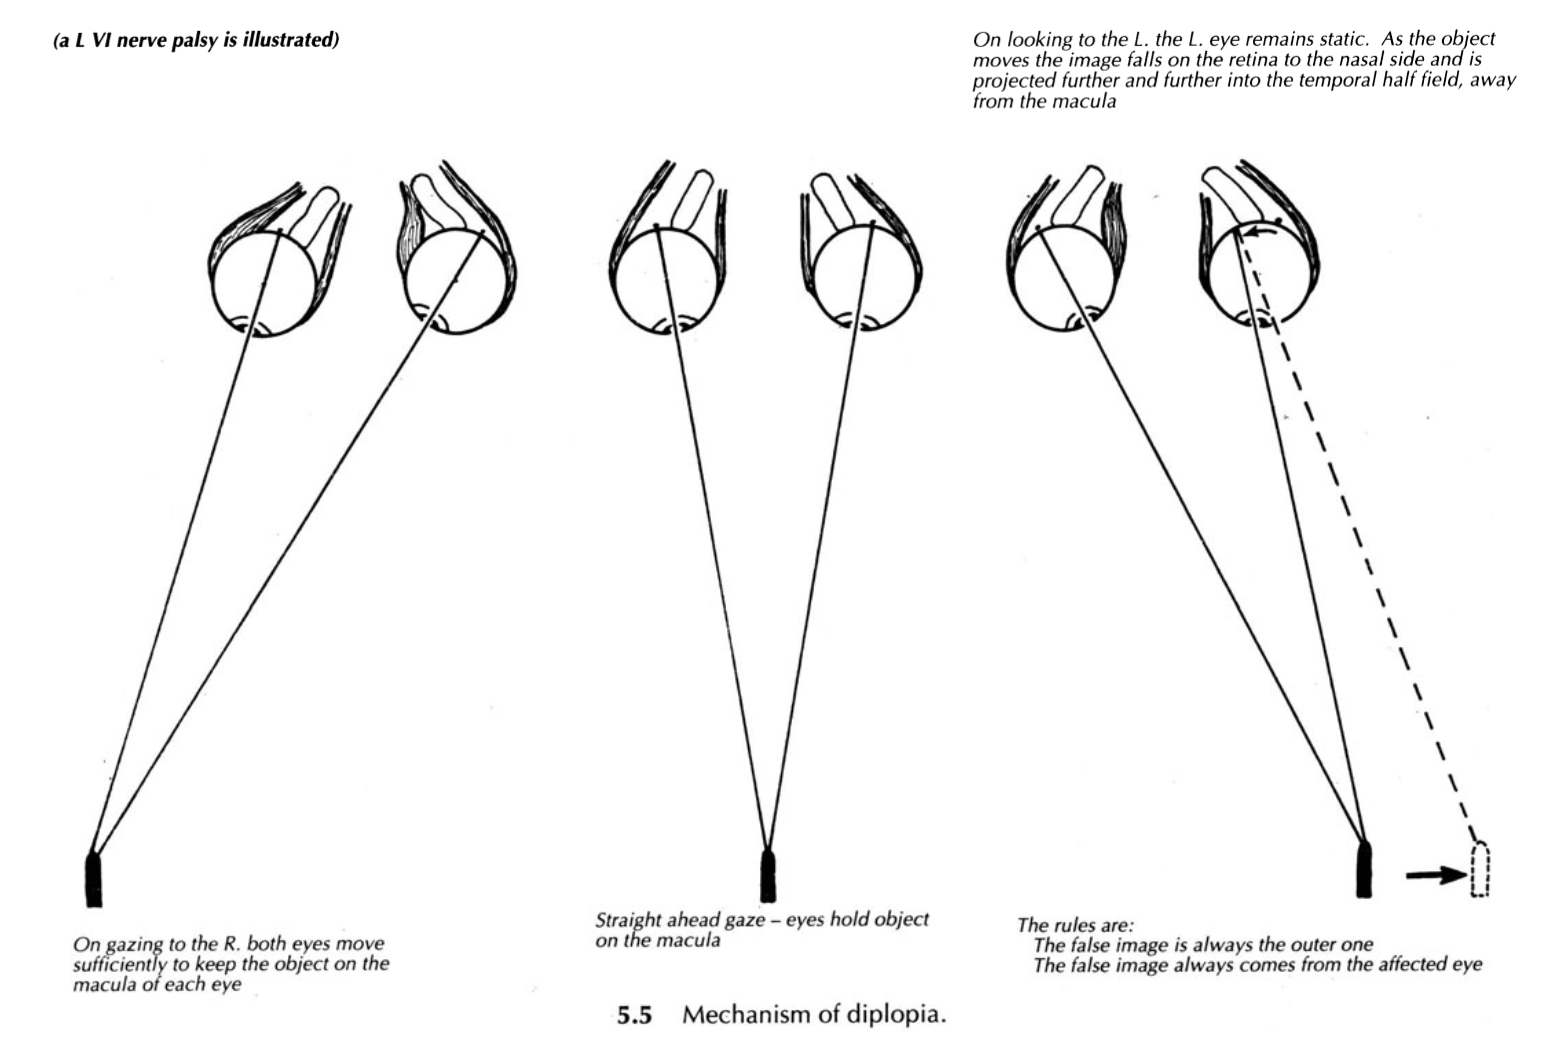 (a L VI nerve palsy is illustrated)
On looking to the L. the L. eye remains static. As the object
moves the image falls on the retina to the nasal side and is
projected further and further into the temporal half field, away
from the macula
On gazing to the R. both eyes move
sufficiently to keep the object on the
macula of each eye
Straight ahead gaze – eyes hold object
on the macula
The rules are:
The false image is always the outer one
The false image always comes from the affected eye
5.5 Mechanism of diplopia.